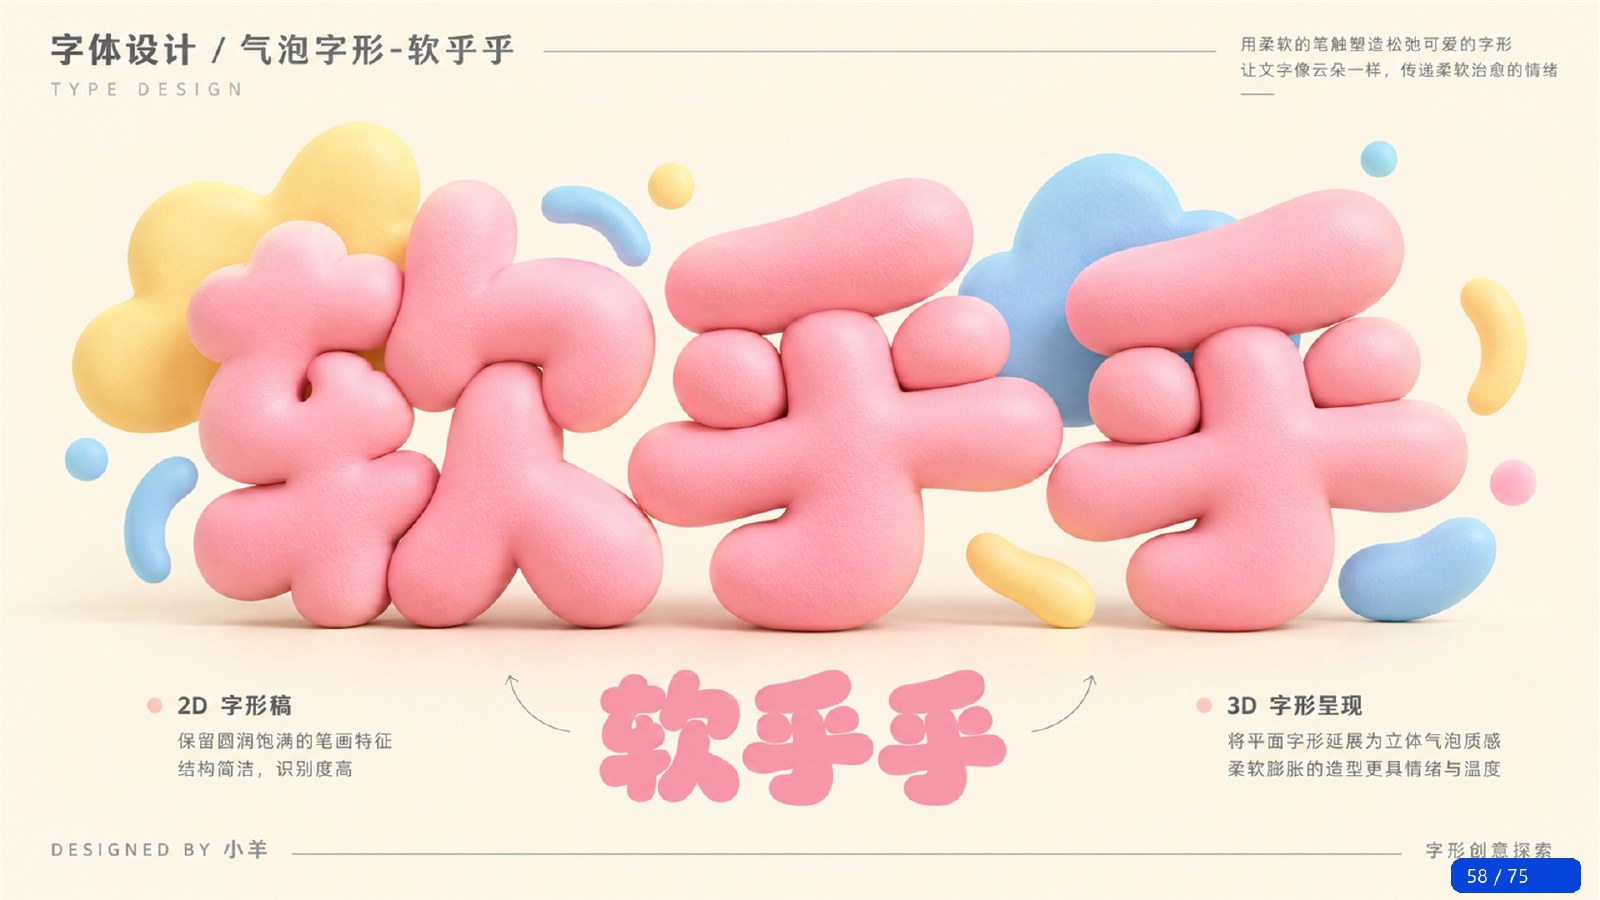 字体设计 / 气泡字形-软乎乎
TYPE DESIGN
用柔软的笔触塑造松弛可爱的字形
让文字像云朵一样，传递柔软治愈的情绪
软乎乎
2D 字形稿
保留圆润饱满的笔画特征
结构简洁，识别度高
软乎乎
3D 字形呈现
将平面字形延展为立体气泡质感
柔软膨胀的造型更具情绪与温度
DESIGNED BY 小羊
字形创意探索
58 / 75